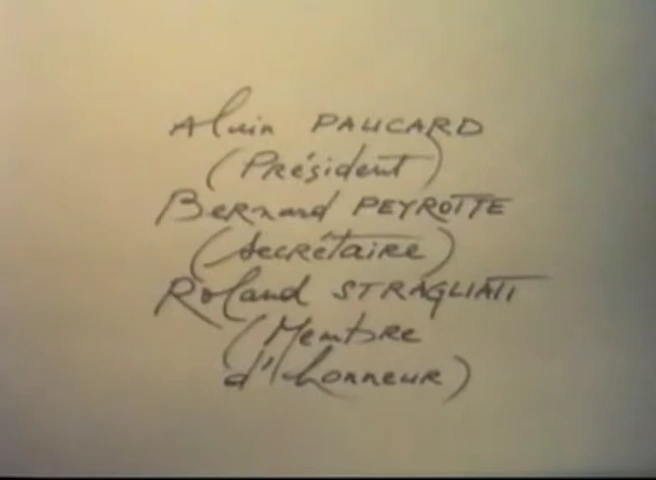 Alain PAUCARD
(Président)
Bernard PEYROTTE
(secrétaire)
Roland STRAGLIATI
(Membre
d'honneur)